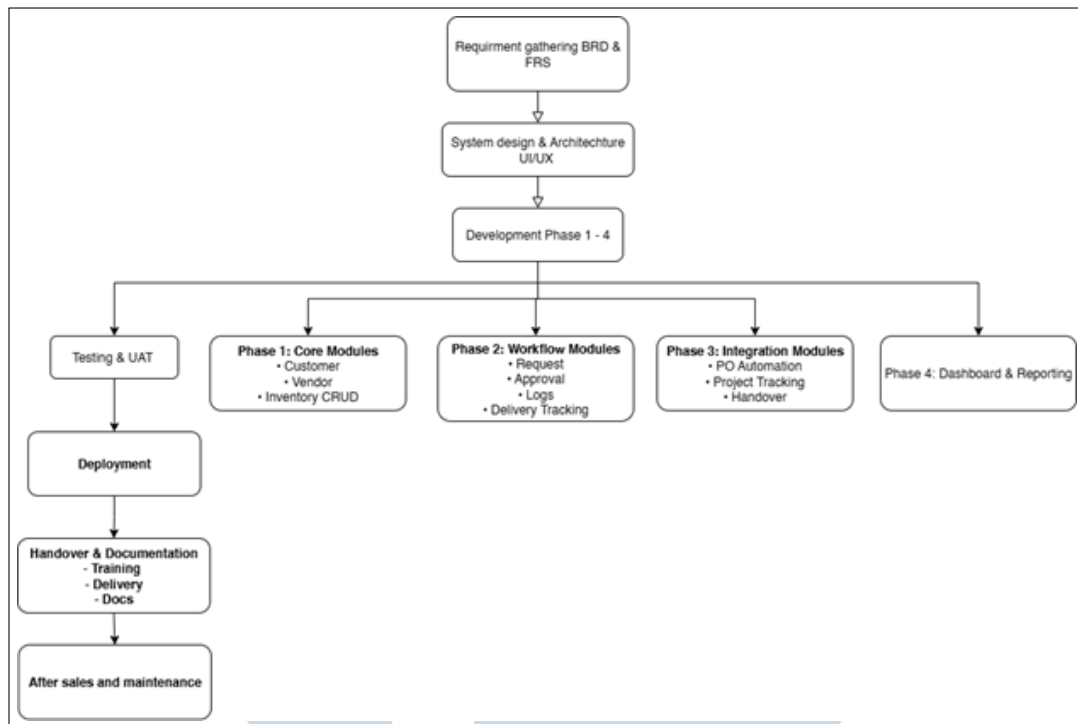 Requirment gathering BRD &
FRS
System design & Architechture
UI/UX
Development Phase 1 - 4
Testing & UAT
Phase 1: Core Modules
• Customer
• Vendor
• Inventory CRUD
Phase 2: Workflow Modules
• Request
• Approval
• Logs
• Delivery Tracking
Phase 3: Integration Modules
• PO Automation
• Project Tracking
• Handover
Phase 4: Dashboard & Reporting
Deployment
Handover & Documentation
- Training
- Delivery
- Docs
After sales and maintenance